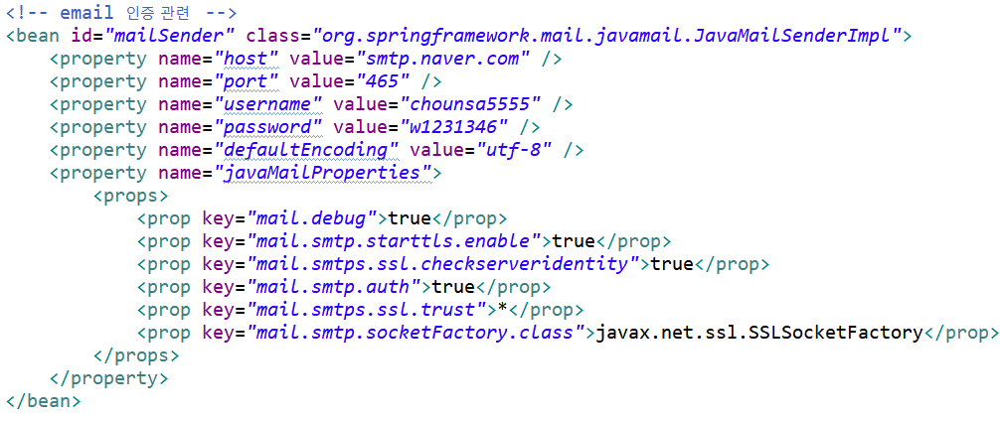 <!-- email 인증 관련 -->
<bean id="mailSender" class="org.springframework.mail.javamail.JavaMailSenderImpl">
    <property name="host" value="smtp.naver.com" />
    <property name="port" value="465" />
    <property name="username" value="chounsa5555" />
    <property name="password" value="w1231346" />
    <property name="defaultEncoding" value="utf-8" />
    <property name="javaMailProperties">
        <props>
            <prop key="mail.debug">true</prop>
            <prop key="mail.smtp.starttls.enable">true</prop>
            <prop key="mail.smtps.ssl.checkserveridentity">true</prop>
            <prop key="mail.smtp.auth">true</prop>
            <prop key="mail.smtps.ssl.trust">*</prop>
            <prop key="mail.smtp.socketFactory.class">javax.net.ssl.SSLSocketFactory</prop>
        </props>
    </property>
</bean>